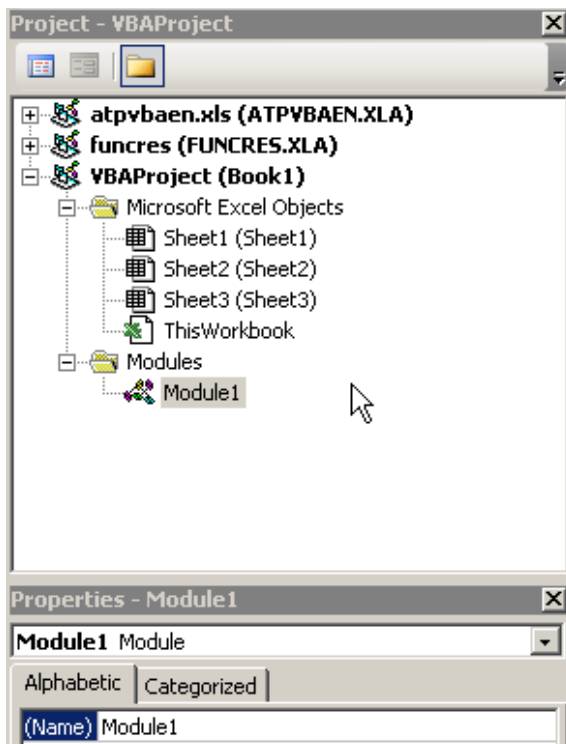 Project - VBAProject
atpvbaen.xls (ATPVBAEN.XLA)
funcres (FUNCRES.XLA)
VBAProject (Book1)
Microsoft Excel Objects
Sheet1 (Sheet1)
Sheet2 (Sheet2)
Sheet3 (Sheet3)
ThisWorkbook
Modules
Module1
Properties - Module1
Module1 Module
Alphabetic Categorized
(Name) Module1